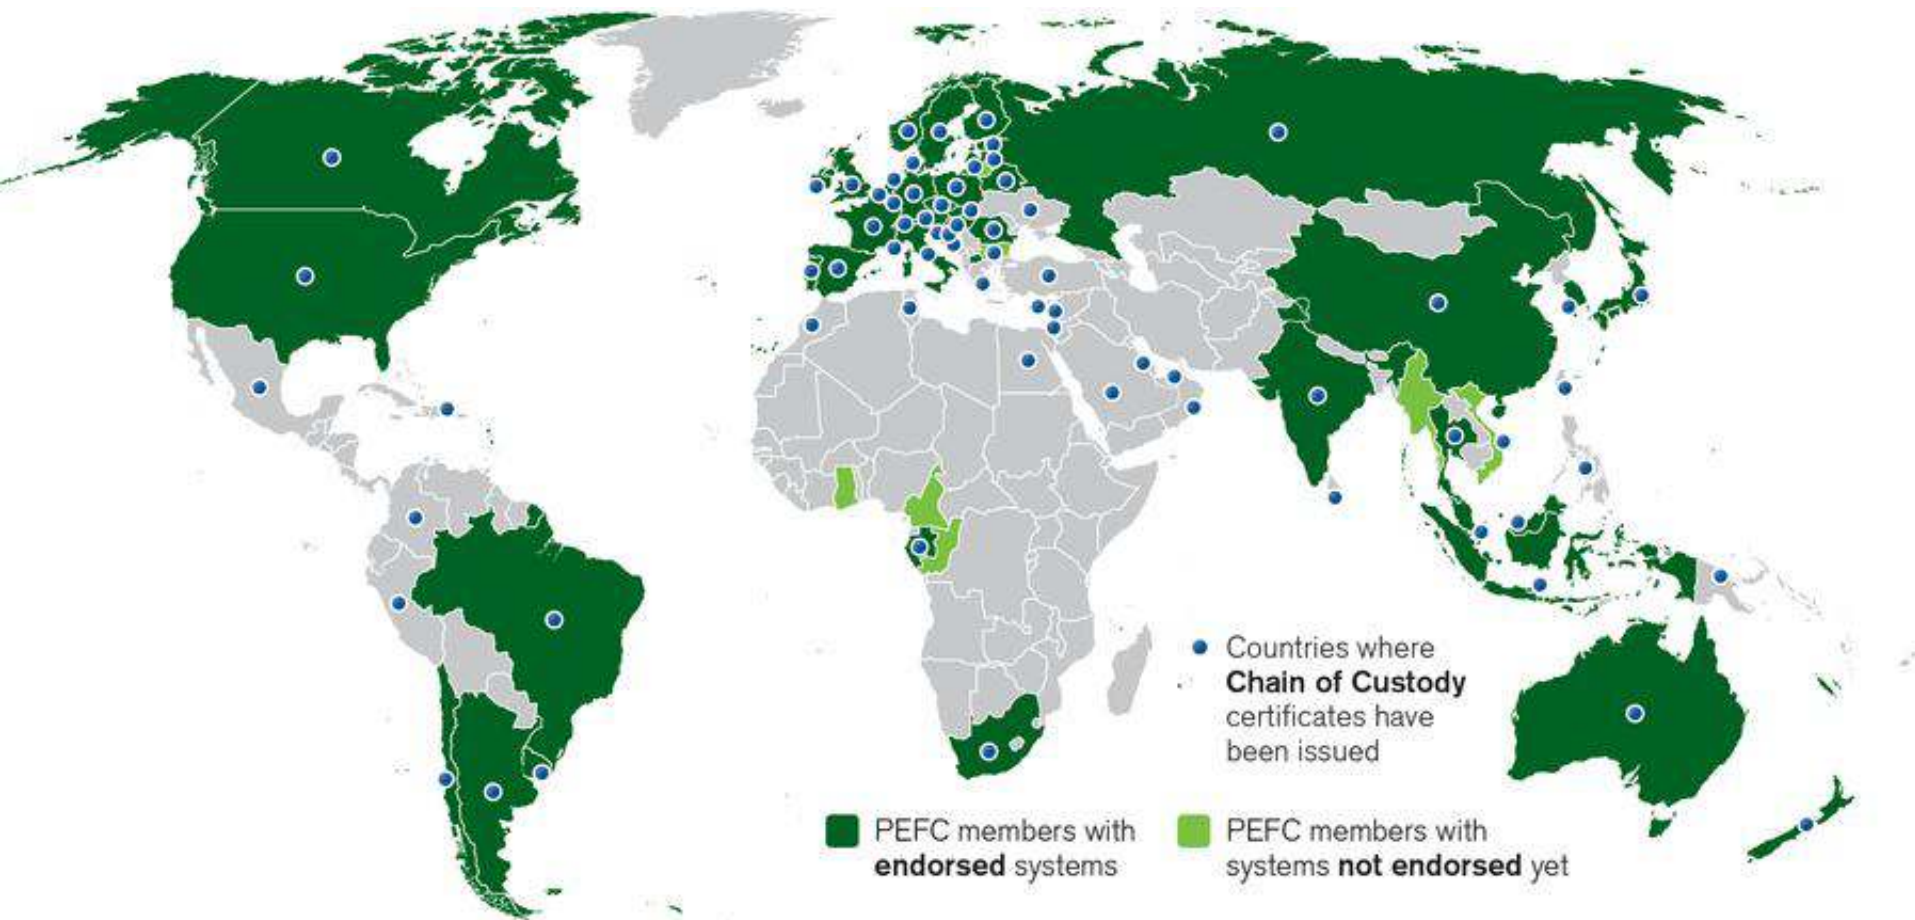 Countries where
Chain of Custody
certificates have
been issued
PEFC members with
endorsed systems
PEFC members with
systems not endorsed yet